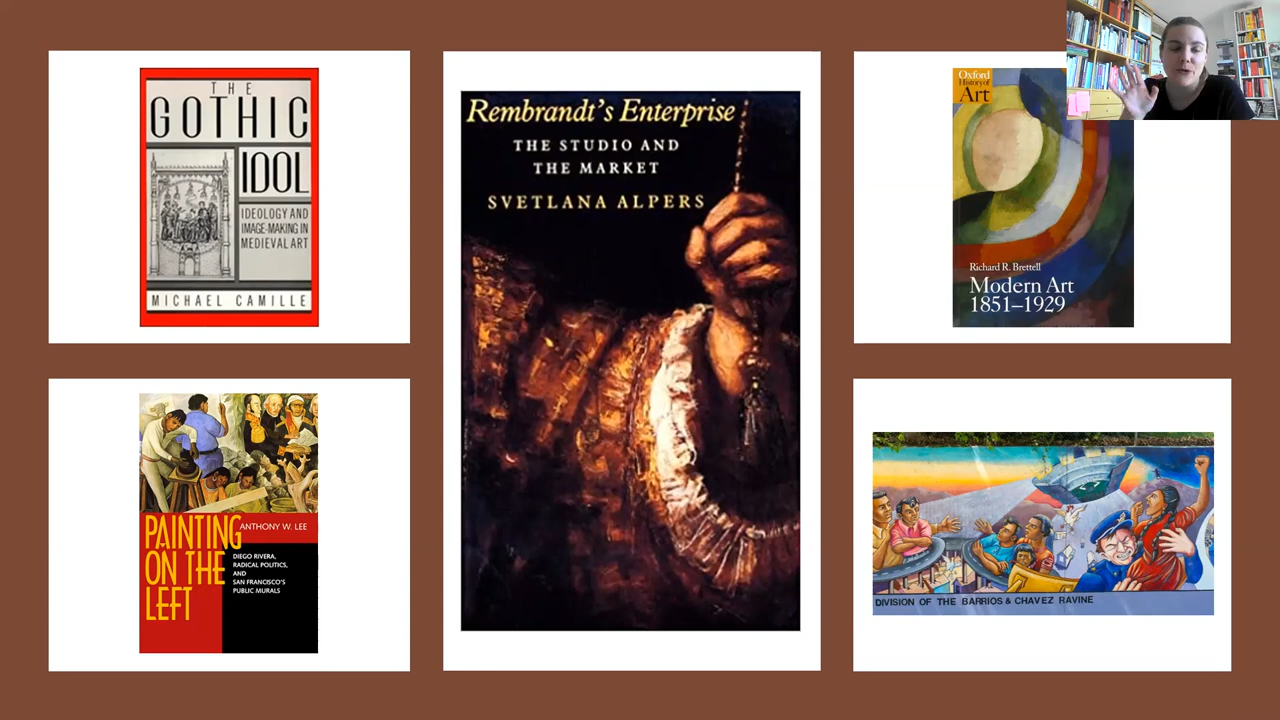 THE
GOTHIC
IDOL
IDEOLOGY AND
IMAGE-MAKING IN
MEDIEVAL ART
MICHAEL CAMILLE
PAINTING
ON THE
LEFT
ANTHONY W. LEE
DIEGO RIVERA,
RADICAL POLITICS,
AND
SAN FRANCISCO'S
PUBLIC MURALS
Rembrandt's Enterprise
THE STUDIO AND
THE MARKET
SVETLANA ALPERS
Oxford
History of
Art
Richard R. Brettell
Modern Art
1851–1929
DIVISION OF THE BARRIOS & CHAVEZ RAVINE